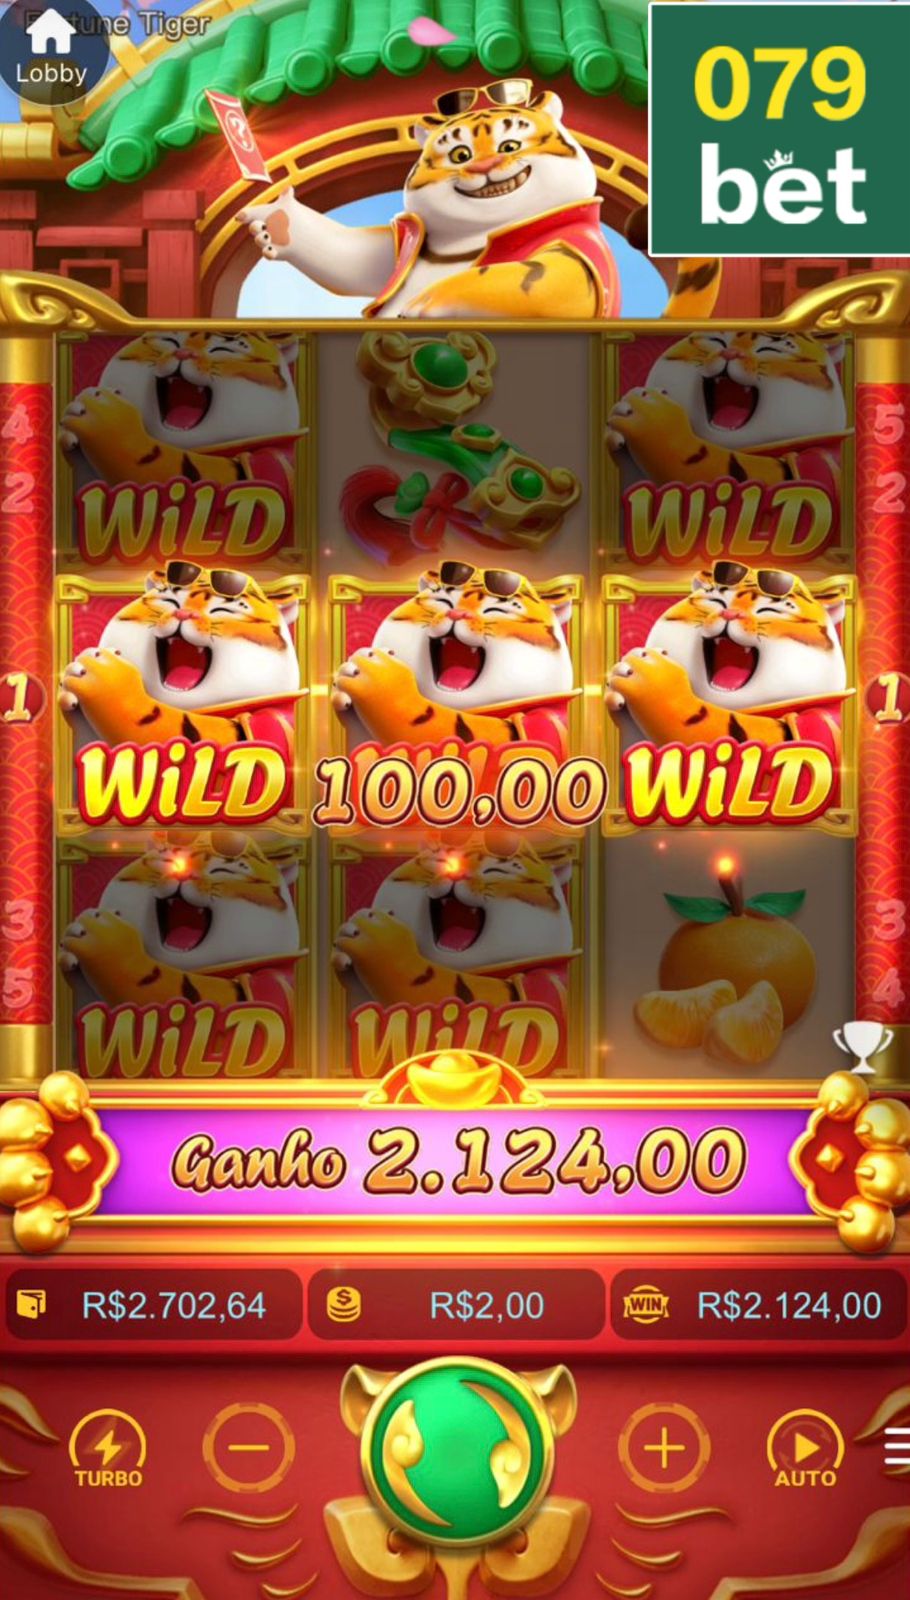 Fortune Tiger
Lobby
079
bet
WiLD
WiLD
4
5
2
2
WiLD
WiLD
WiLD
1
1
100,00
3
3
5
4
WiLD
WiLD
Ganho 2.124,00
R$2.702,64
R$2,00
WIN
R$2.124,00
TURBO
AUTO